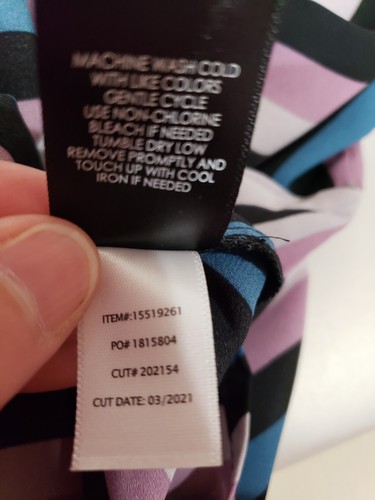 MACHINE WASH COLD
WITH LIKE COLORS
GENTLE CYCLE
USE NON-CHLORINE
BLEACH IF NEEDED
TUMBLE DRY LOW
REMOVE PROMPTLY AND
TOUCH UP WITH COOL
IRON IF NEEDED
ITEM#:15519261
PO# 1815804
CUT# 202154
CUT DATE: 03/2021